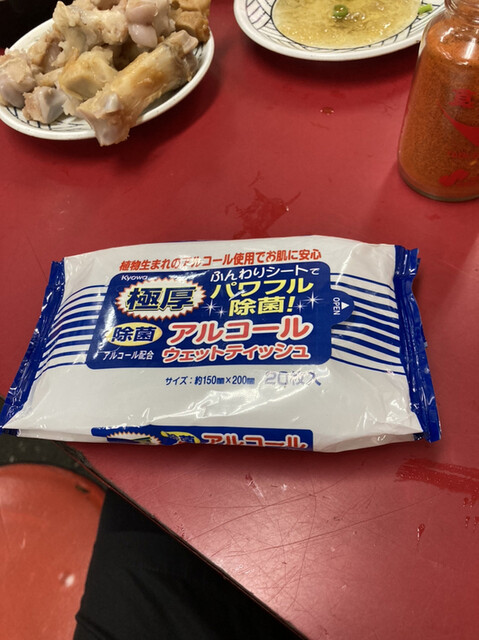 植物生まれのアルコール使用でお肌に安心
Kyowa
極厚
ふんわりシートで
パワフル
除菌!
除菌
アルコール配合
アルコール
ウェットティッシュ
OPEN
サイズ:約150mm×200mm
20枚入
アルコール